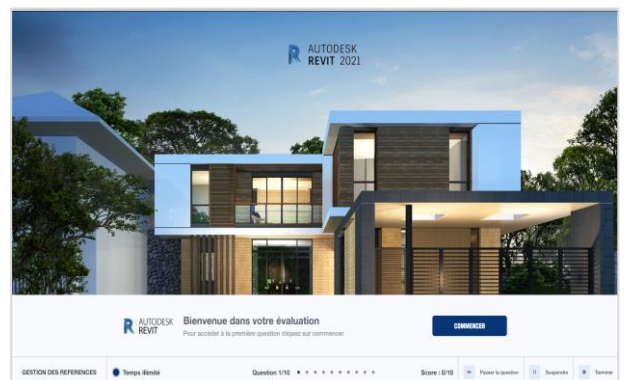 AUTODESK
REVIT 2021
AUTODESK
REVIT
Bienvenue dans votre évaluation
Pour accéder à la première question cliquez sur commencer
COMMENCER
GESTION DES REFERENCES
Temps illimité
Question 1/10
Score : 0/10
Passer la question
Suspendre
Terminer